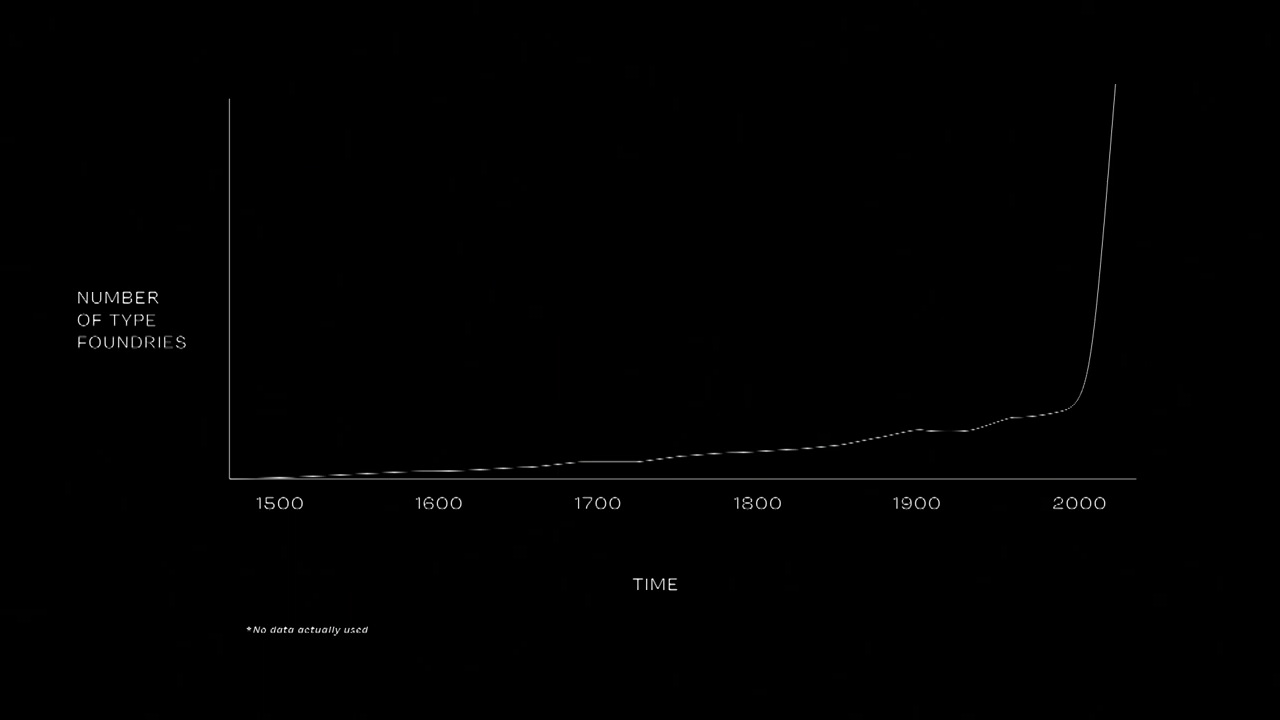 NUMBER
OF TYPE
FOUNDRIES
1500 1600 1700 1800 1900 2000
TIME
*No data actually used